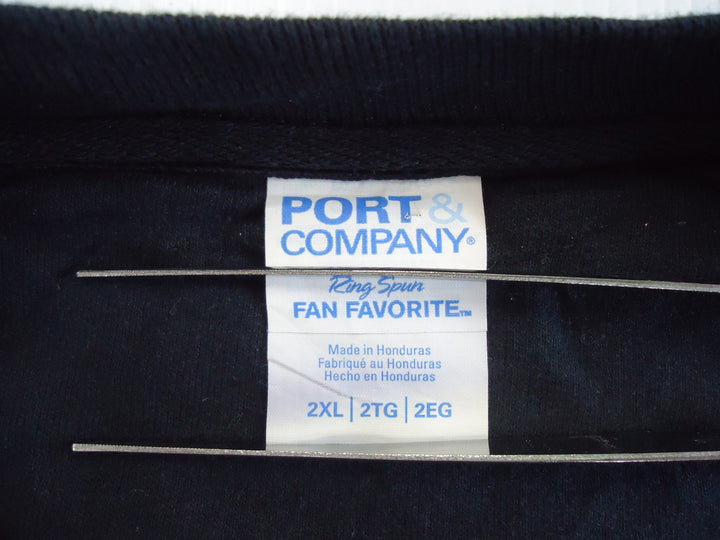 PORT &
COMPANY®
Ring Spun
FAN FAVORITE™
Made in Honduras
Fabriqué au Honduras
Hecho en Honduras
2XL | 2TG | 2EG